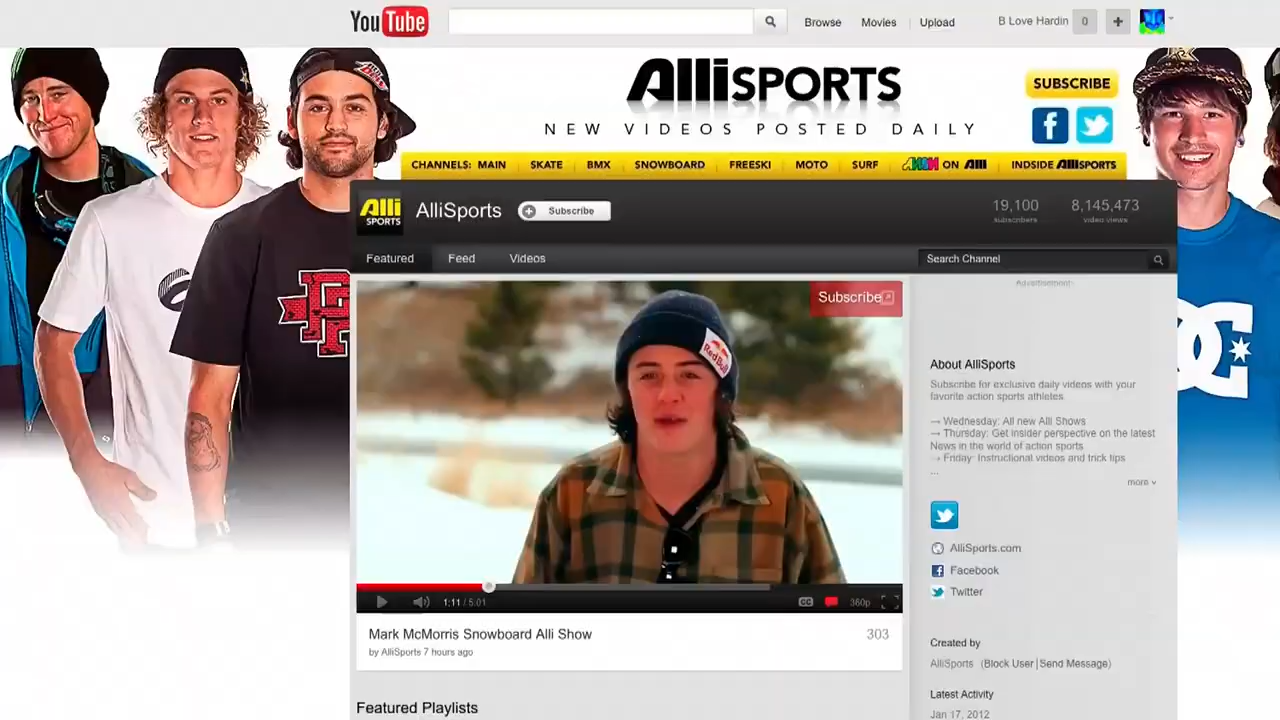 YouTube
Browse
Movies
Upload
B Love Hardin
0
+
AlliSPORTS
NEW VIDEOS POSTED DAILY
SUBSCRIBE
CHANNELS: MAIN
SKATE
BMX
SNOWBOARD
FREESKI
MOTO
SURF
ON Alli
INDSIDE AlliSPORTS
Alli
SPORTS
AlliSports
Subscribe
19,100
subscribers
8,145,473
video views
Featured
Feed
Videos
Search Channel
Advertisement
Subscribe
Red Bull
DC
About AlliSports
Subscribe for exclusive daily videos with your
favorite action sports athletes.
→ Wednesday: All new Alli Shows
→ Thursday: Get insider perspective on the latest
News in the world of action sports
→ Friday: Instructional videos and trick tips
...
more
AlliSports.com
Facebook
Twitter
1:11 / 5:01
CC
360p
Mark McMorris Snowboard Alli Show
303
by AlliSports 7 hours ago
Created by
AlliSports (Block User | Send Message)
Latest Activity
Jan 17, 2012
Featured Playlists